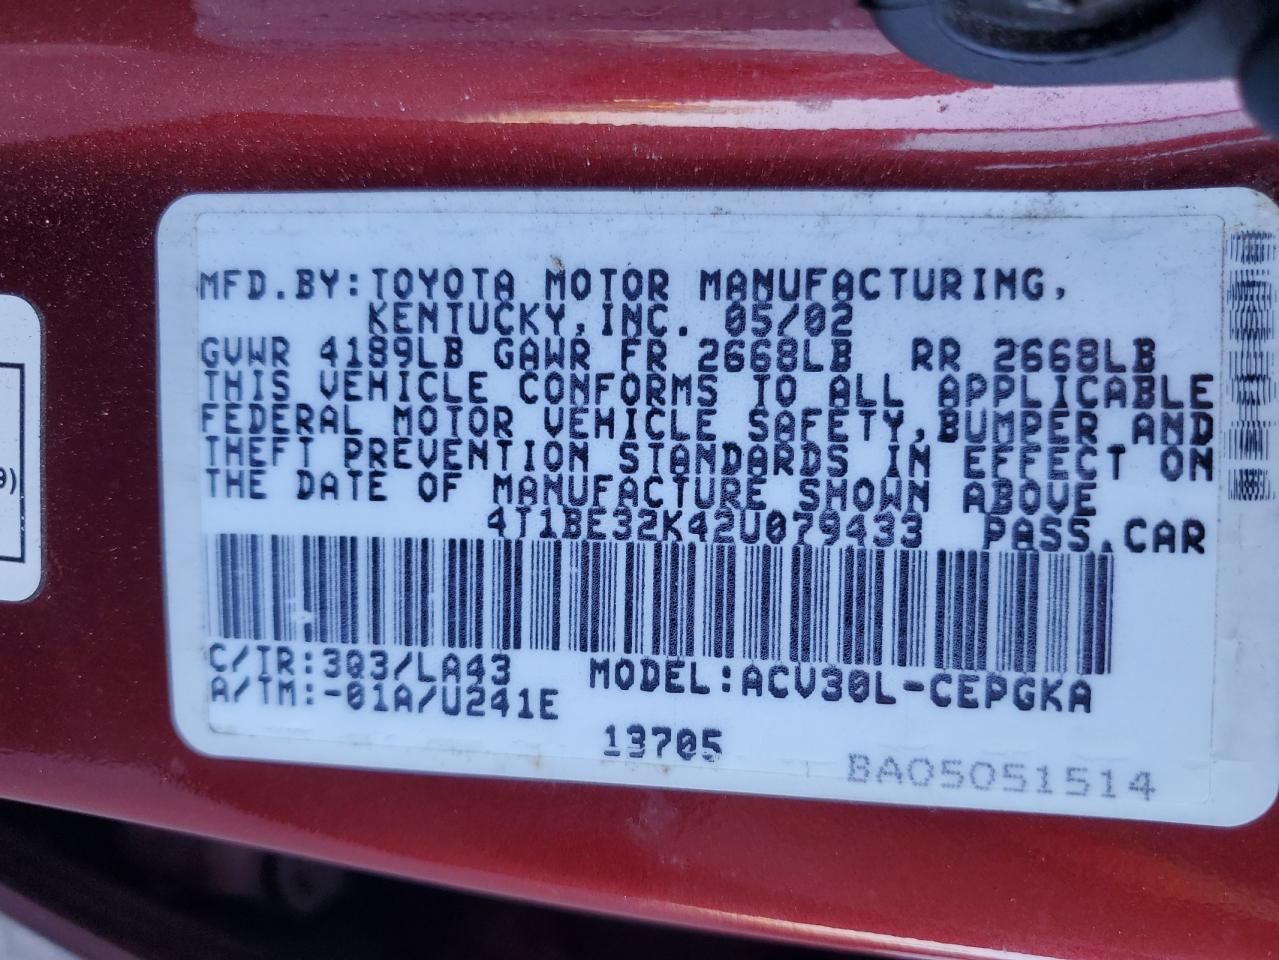 MFD.BY:TOYOTA MOTOR MANUFACTURING,
KENTUCKY,INC. 05/02
GVWR 4189LB GAWR FR 2668LB RR 2668LB
THIS VEHICLE CONFORMS TO ALL APPLICABLE
FEDERAL MOTOR VEHICLE SAFETY,BUMPER AND
THEFT PREVENTION STANDARDS IN EFFECT ON
THE DATE OF MANUFACTURE SHOWN ABOVE
4T1BE32K42U079433 PASS.CAR
C/TR:3Q3/LA43 MODEL:ACV30L-CEPGKA
A/TM:-01A/U241E
13705
BA05051514
9)